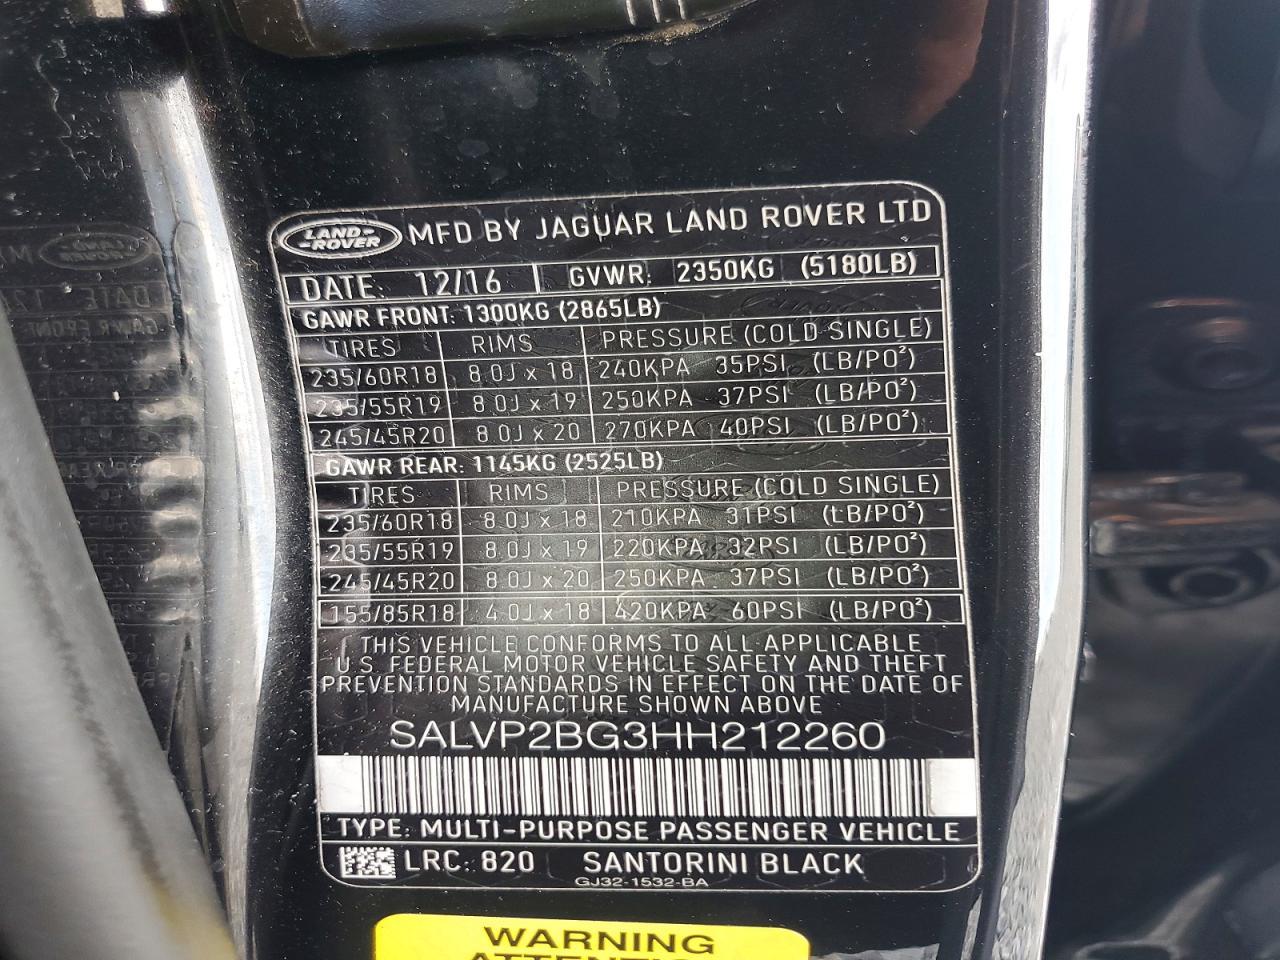 LAND-
-ROVER MFD BY JAGUAR LAND ROVER LTD
DATE: 12/16 GVWR: 2350KG (5180LB)
GAWR FRONT: 1300KG (2865LB)
TIRES RIMS PRESSURE (COLD SINGLE)
235/60R18 8.0J x 18 240KPA 35PSI (LB/PO²)
235/55R19 8.0J x 19 250KPA 37PSI (LB/PO²)
245/45R20 8.0J x 20 270KPA 40PSI (LB/PO²)
GAWR REAR: 1145KG (2525LB)
TIRES RIMS PRESSURE (COLD SINGLE)
235/60R18 8.0J x 18 210KPA 31PSI (LB/PO²)
235/55R19 8.0J x 19 220KPA 32PSI (LB/PO²)
245/45R20 8.0J x 20 250KPA 37PSI (LB/PO²)
155/85R18 4.0J x 18 420KPA 60PSI (LB/PO²)
THIS VEHICLE CONFORMS TO ALL APPLICABLE
U.S. FEDERAL MOTOR VEHICLE SAFETY AND THEFT
PREVENTION STANDARDS IN EFFECT ON THE DATE OF
MANUFACTURE SHOWN ABOVE
SALVP2BG3HH212260
TYPE: MULTI-PURPOSE PASSENGER VEHICLE
LRC: 820 SANTORINI BLACK
GJ32-1532-BA
WARNING